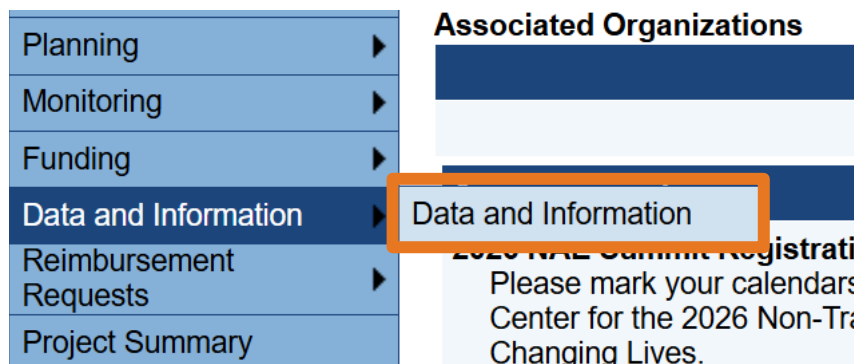 Associated Organizations
Planning
Monitoring
Funding
Data and Information
Data and Information
Reimbursement
Requests
Project Summary
Registrati
Please mark your calendars
Center for the 2026 Non-Tra
Changing Lives.